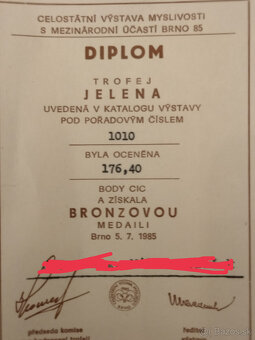 CELOSTÁTNÍ VÝSTAVA MYSLIVOSTI
S MEZINÁRODNÍ ÚČASTÍ BRNO 85
DIPLOM
TROFEJ
JELENA
UVEDENÁ V KATALOGU VÝSTAVY
POD POŘADOVÝM ČÍSLEM
1010
BYLA OCENĚNA
176,40
BODY CIC
A ZÍSKALA
BRONZOVOU
MEDAILI
Brno 5. 7. 1985
předseda komise
ředitel